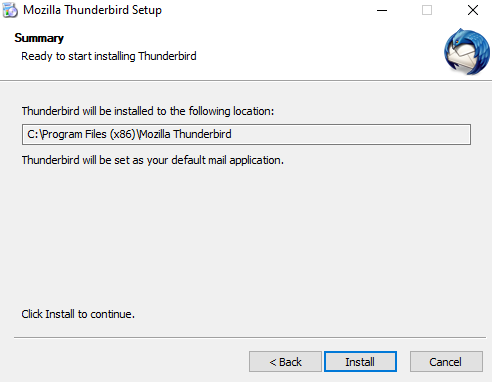 Mozilla Thunderbird Setup
Summary
Ready to start installing Thunderbird
Thunderbird will be installed to the following location:
C:\Program Files (x86)\Mozilla Thunderbird
Thunderbird will be set as your default mail application.
Click Install to continue.
< Back Install Cancel